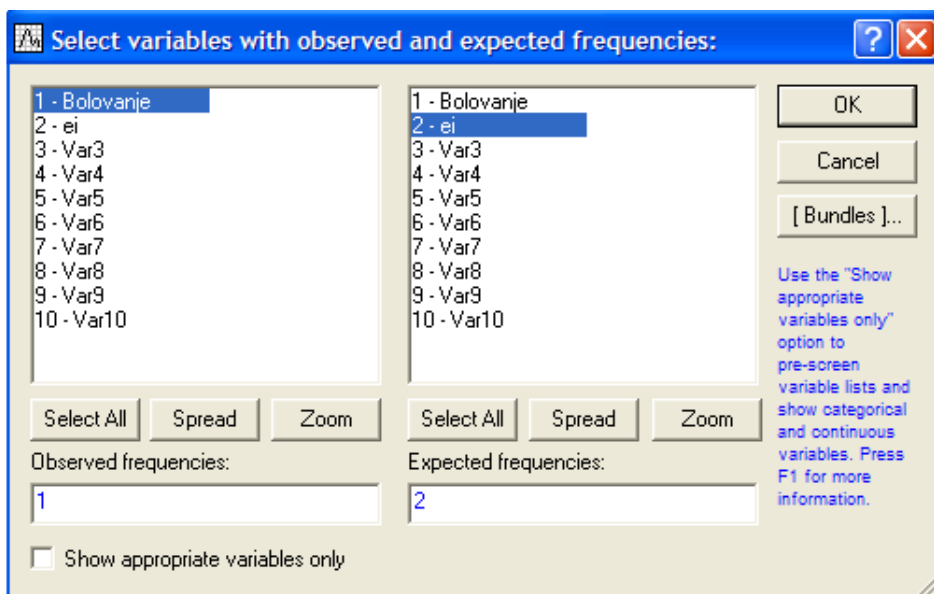 Select variables with observed and expected frequencies:
1 - Bolovanje
2 - ei
3 - Var3
4 - Var4
5 - Var5
6 - Var6
7 - Var7
8 - Var8
9 - Var9
10 - Var10
Select All
Spread
Zoom
Observed frequencies:
1
1 - Bolovanje
2 - ei
3 - Var3
4 - Var4
5 - Var5
6 - Var6
7 - Var7
8 - Var8
9 - Var9
10 - Var10
Select All
Spread
Zoom
Expected frequencies:
2
OK
Cancel
[ Bundles ]...
Use the "Show
appropriate
variables only"
option to
pre-screen
variable lists and
show categorical
and continuous
variables. Press
F1 for more
information.
Show appropriate variables only